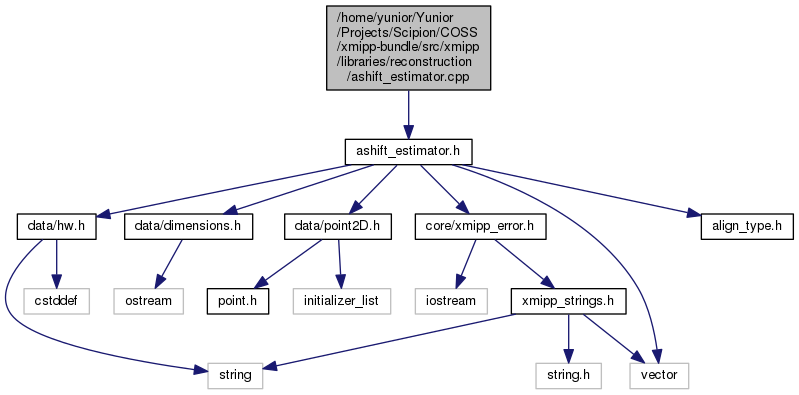 /home/yunior/Yunior
/Projects/Scipion/COSS
/xmipp-bundle/src/xmipp
/libraries/reconstruction
/ashift_estimator.cpp
ashift_estimator.h
data/hw.h
data/dimensions.h
data/point2D.h
core/xmipp_error.h
align_type.h
cstddef
ostream
point.h
initializer_list
iostream
xmipp_strings.h
string
string.h
vector